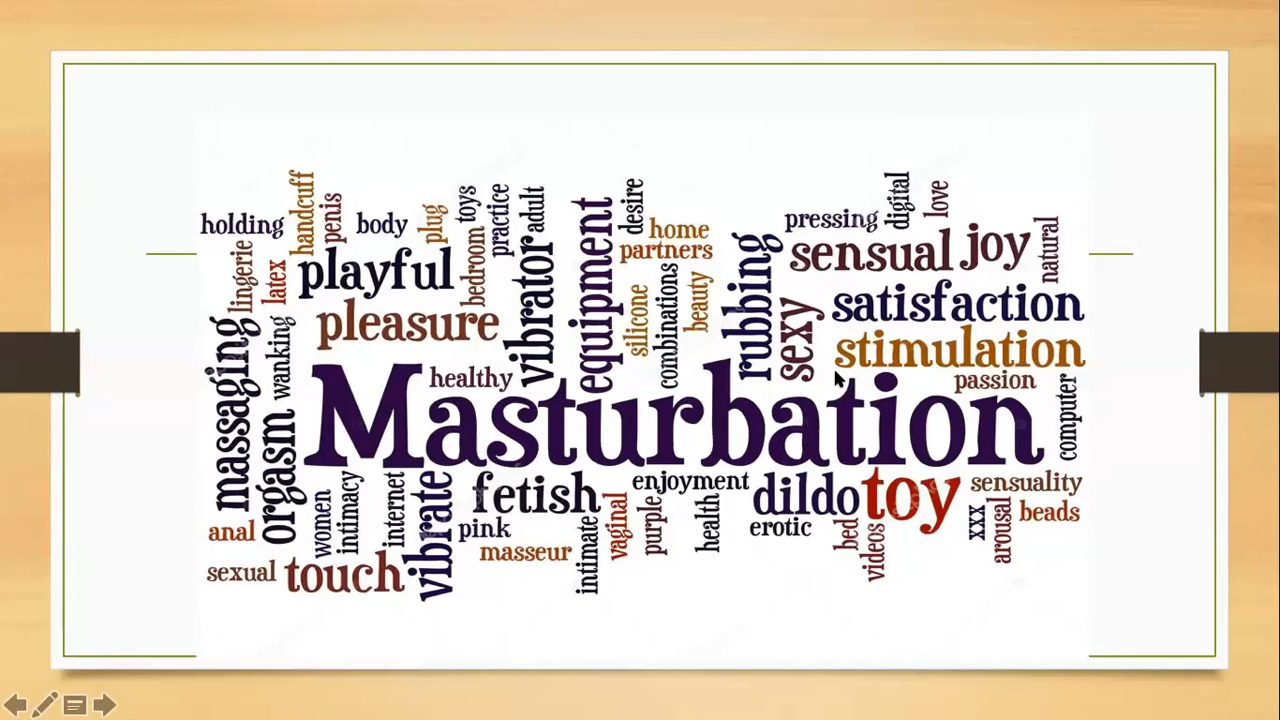 holding
handcuff
penis
body
plug
toys
practice
adult
desire
home
partners
pressing
digital
love
lingerie
latex
playful
bedroom
vibrator
equipment
silicone
combinations
beauty
rubbing
sensual
joy
natural
pleasure
sexy
satisfaction
stimulation
massaging
wanking
healthy
passion
Masturbation
computer
orgasm
anal
women
intimacy
internet
vibrate
fetish
pink
masseur
intimate
vaginal
enjoyment
purple
health
dildo
erotic
toy
bed
videos
sensuality
xxx
arousal
beads
sexual
touch